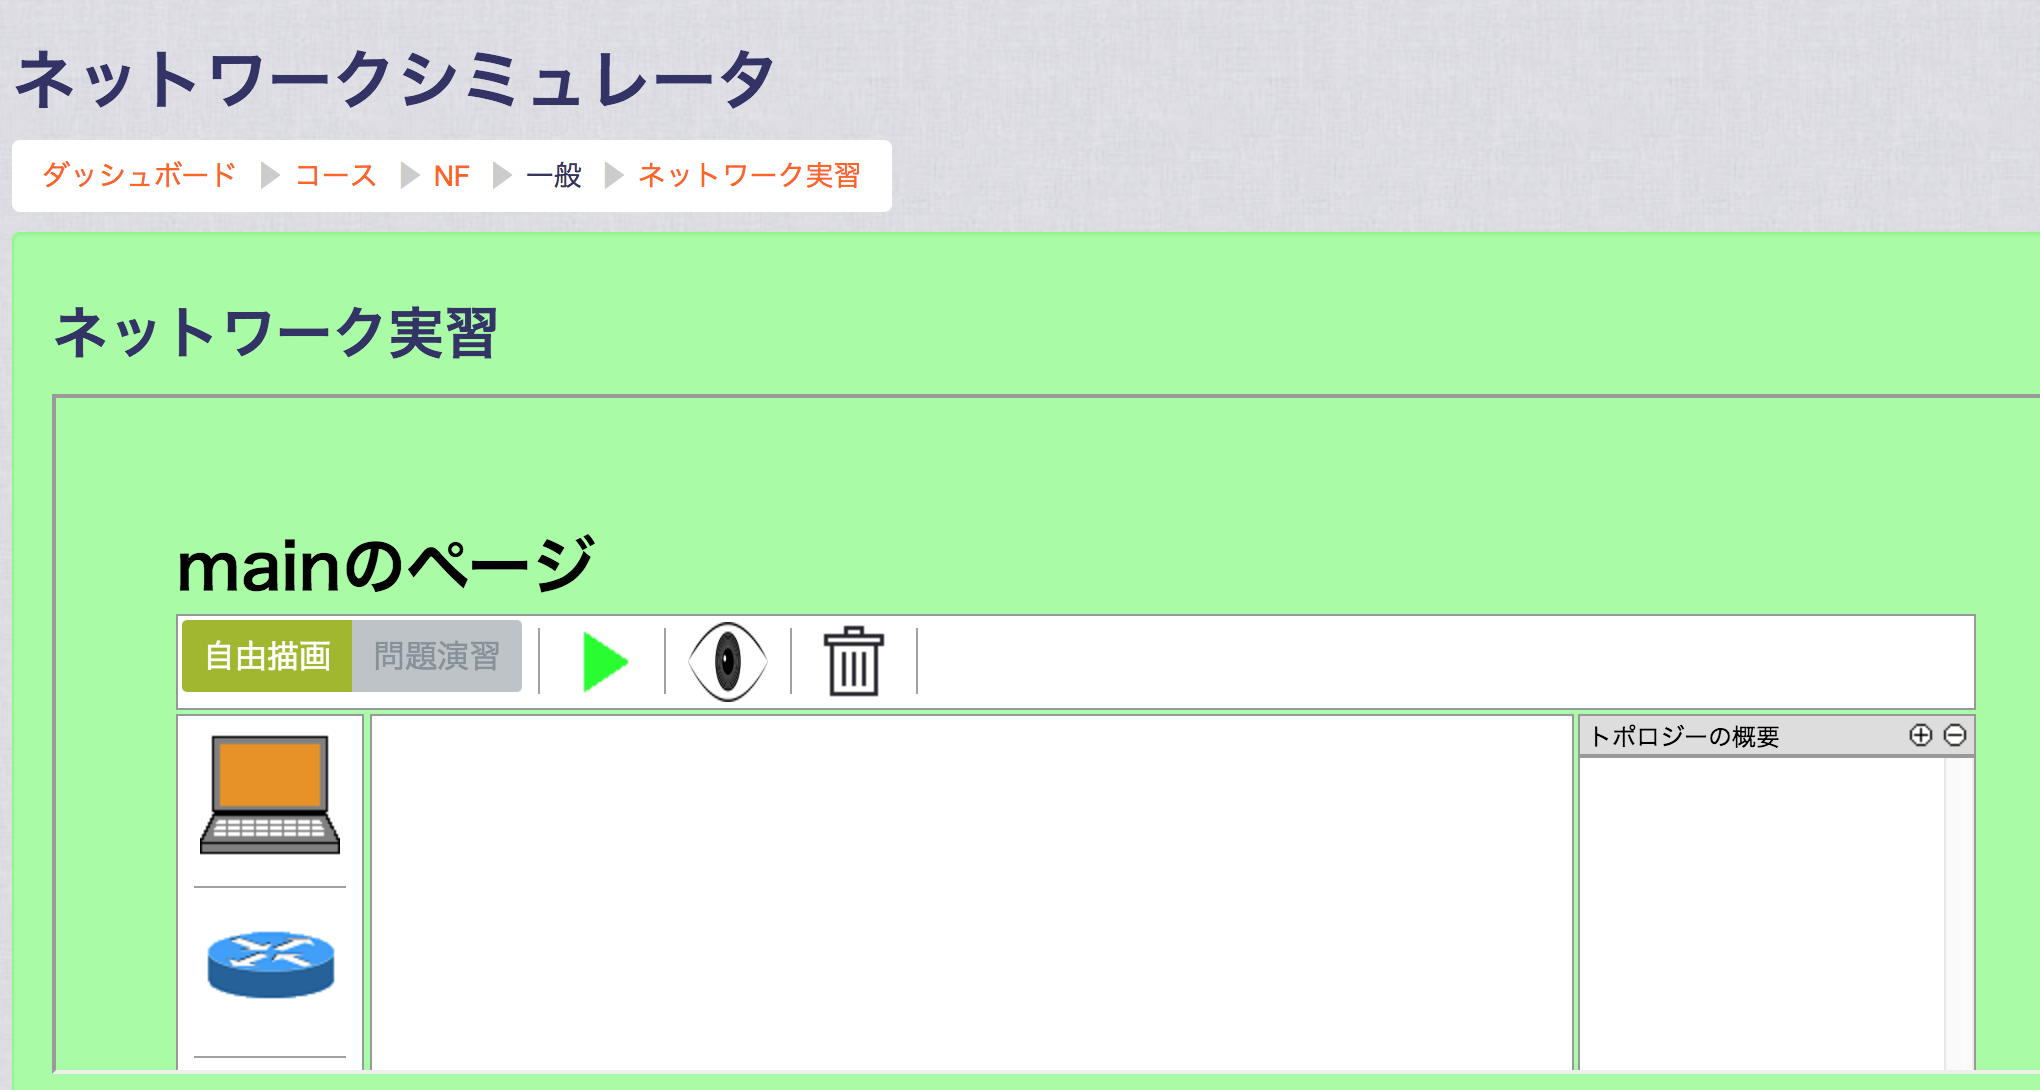 ネットワークシミュレータ
ダッシュボード コース NF 一般 ネットワーク実習
ネットワーク実習
mainのページ
自由描画 問題演習
トポロジーの概要